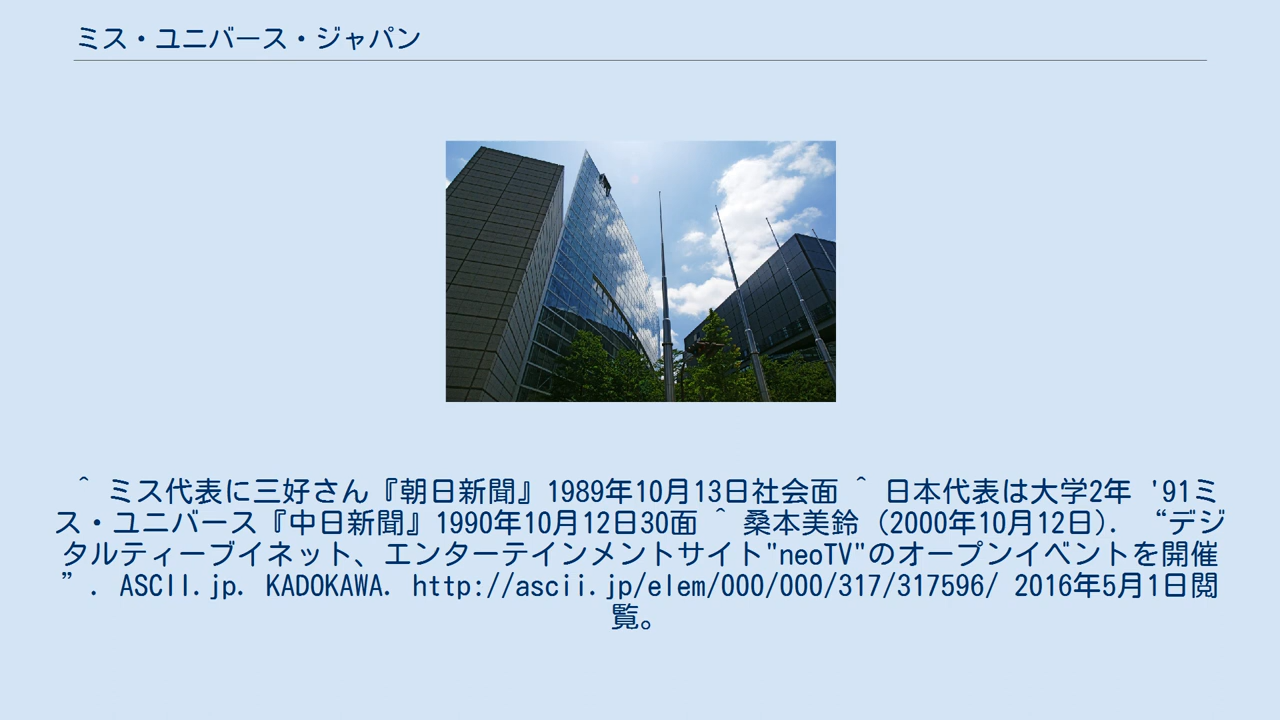 ミス・ユニバース・ジャパン
^ ミス代表に三好さん『朝日新聞』1989年10月13日社会面 ^ 日本代表は大学2年 '91ミ
ス・ユニバース『中日新聞』1990年10月12日30面 ^ 桑本美鈴 (2000年10月12日). “デジ
タルティーブイネット、エンターテインメントサイト"neoTV"のオープンイベントを開催
”. ASCII.jp. KADOKAWA. http://ascii.jp/elem/000/000/317/317596/ 2016年5月1日閲
覧。